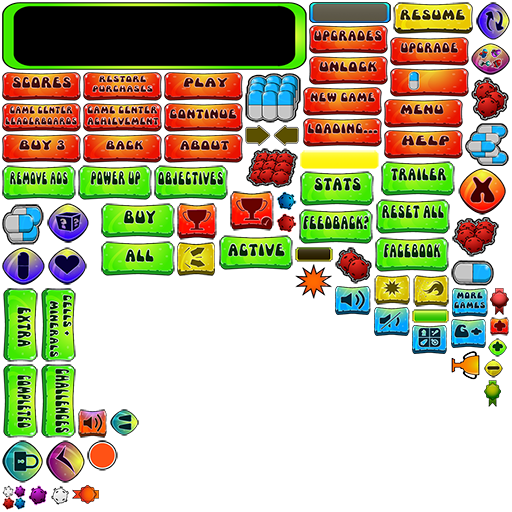 RESUME
UPGRADES
UPGRADE
UNLOCK
SCORES
RESTORE
PURCHASES
PLAY
NEW GAME
GAME CENTER
LEADERBOARDS
GAME CENTER
ACHIEVEMENT
CONTINUE
MENU
LOADING...
BUY 3
BACK
ABOUT
HELP
REMOVE ADS
POWER UP
OBJECTIVES
STATS
TRAILER
BUY
FEEDBACK?
RESET ALL
ALL
ACTIVE
FACEBOOK
EXTRA
CELLS +
MINERALS
MORE
GAMES
COMPLETED
CHALLENGES